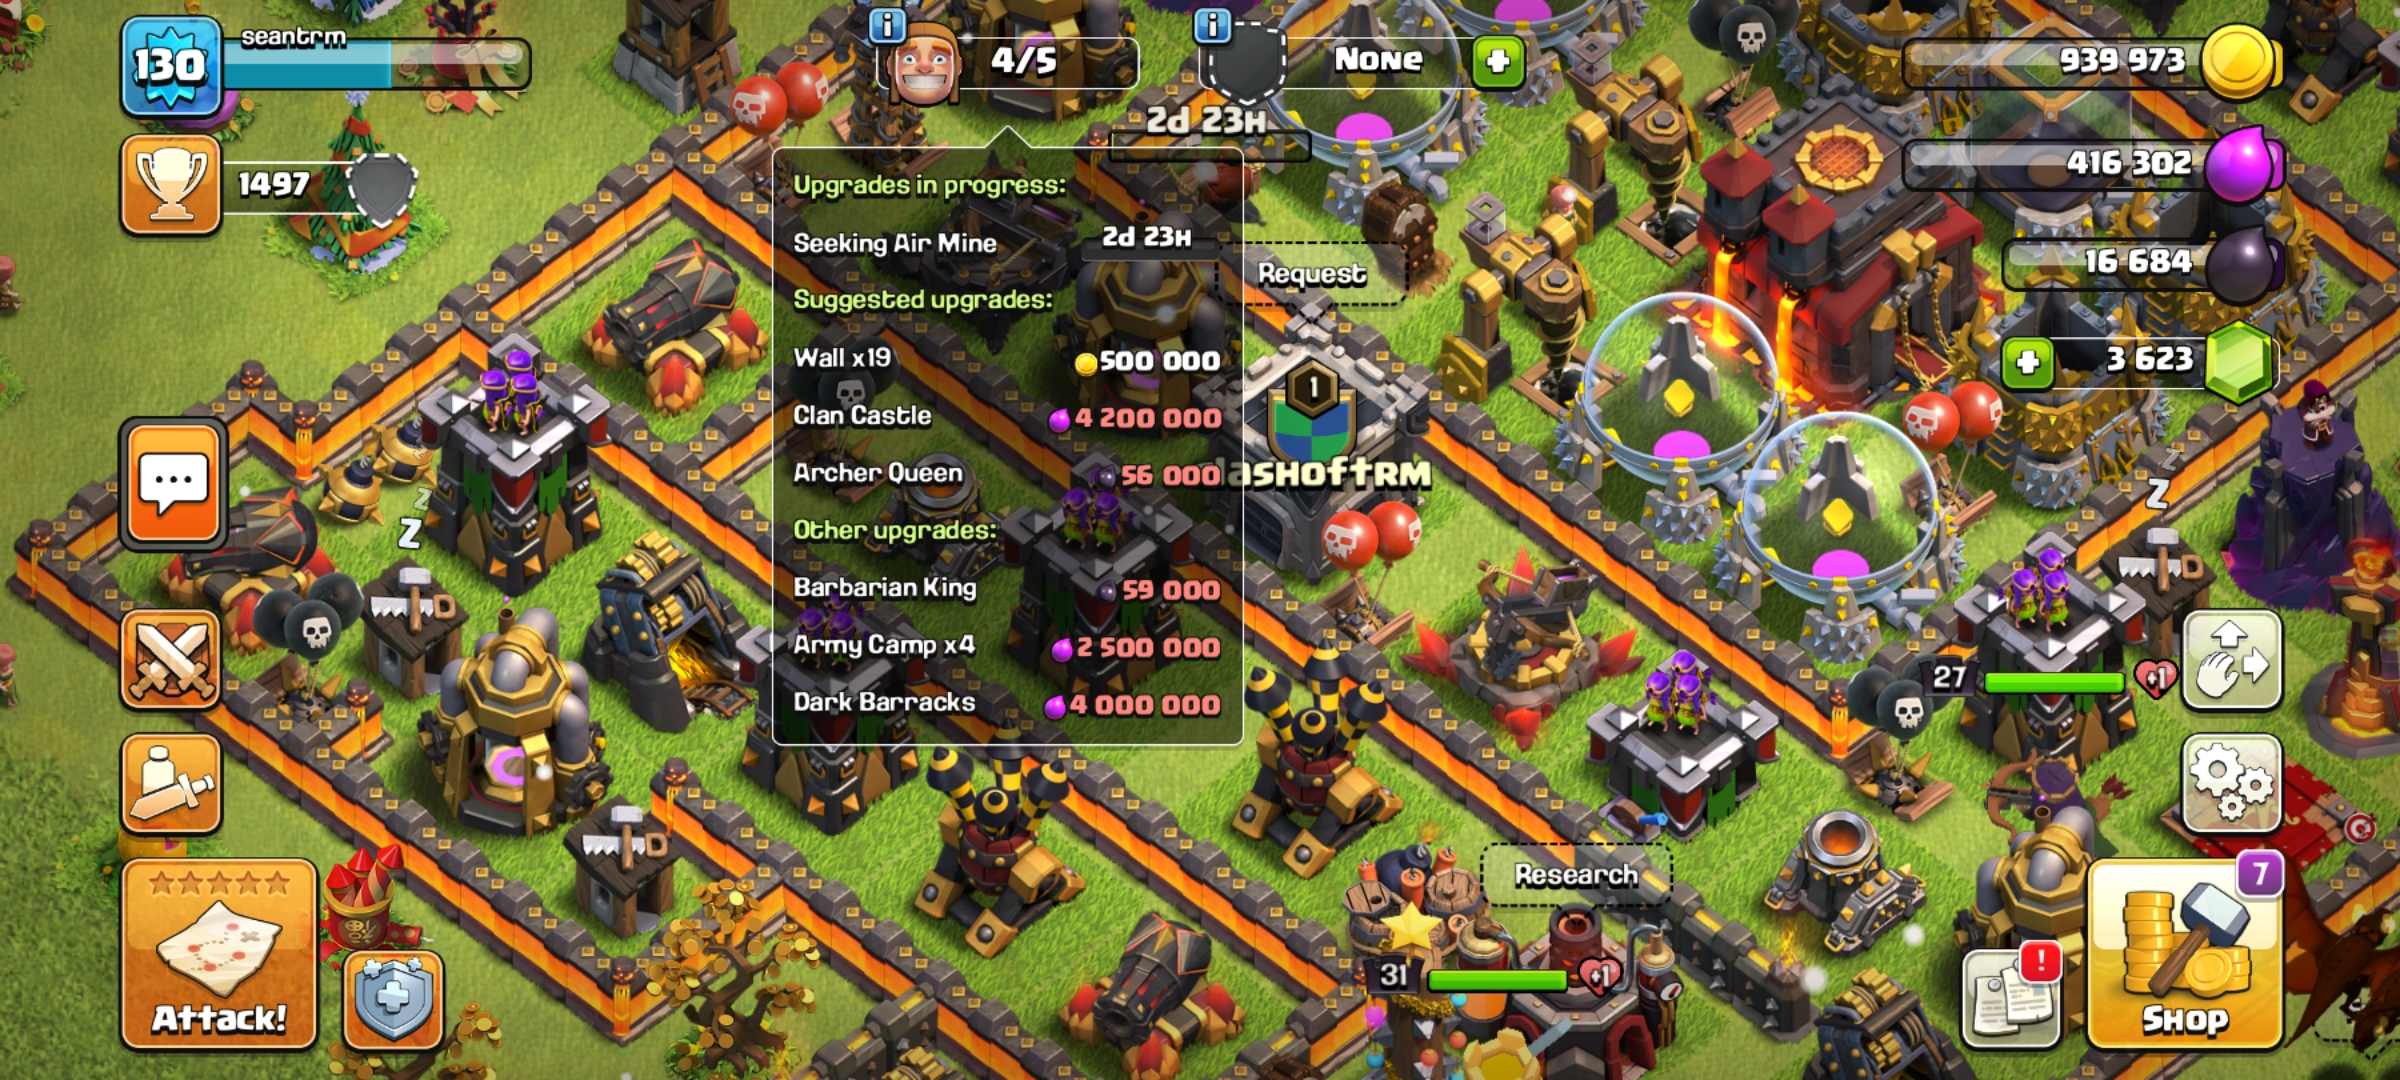 130
seantrm
4/5
None
939 973
2d 23H
416 302
1497
Upgrades in progress:
Seeking Air Mine 2d 23H
16 684
Request
Suggested upgrades:
Wall x19 500 000
3 623
1
Clan Castle 4 200 000
Archer Queen 56 000
ashoftrm
Z
Z
Z
Z
Other upgrades:
Barbarian King 59 000
Army Camp x4 2 500 000
27
+1
Dark Barracks 4 000 000
Research
7
31
+1
!
Attack!
Shop